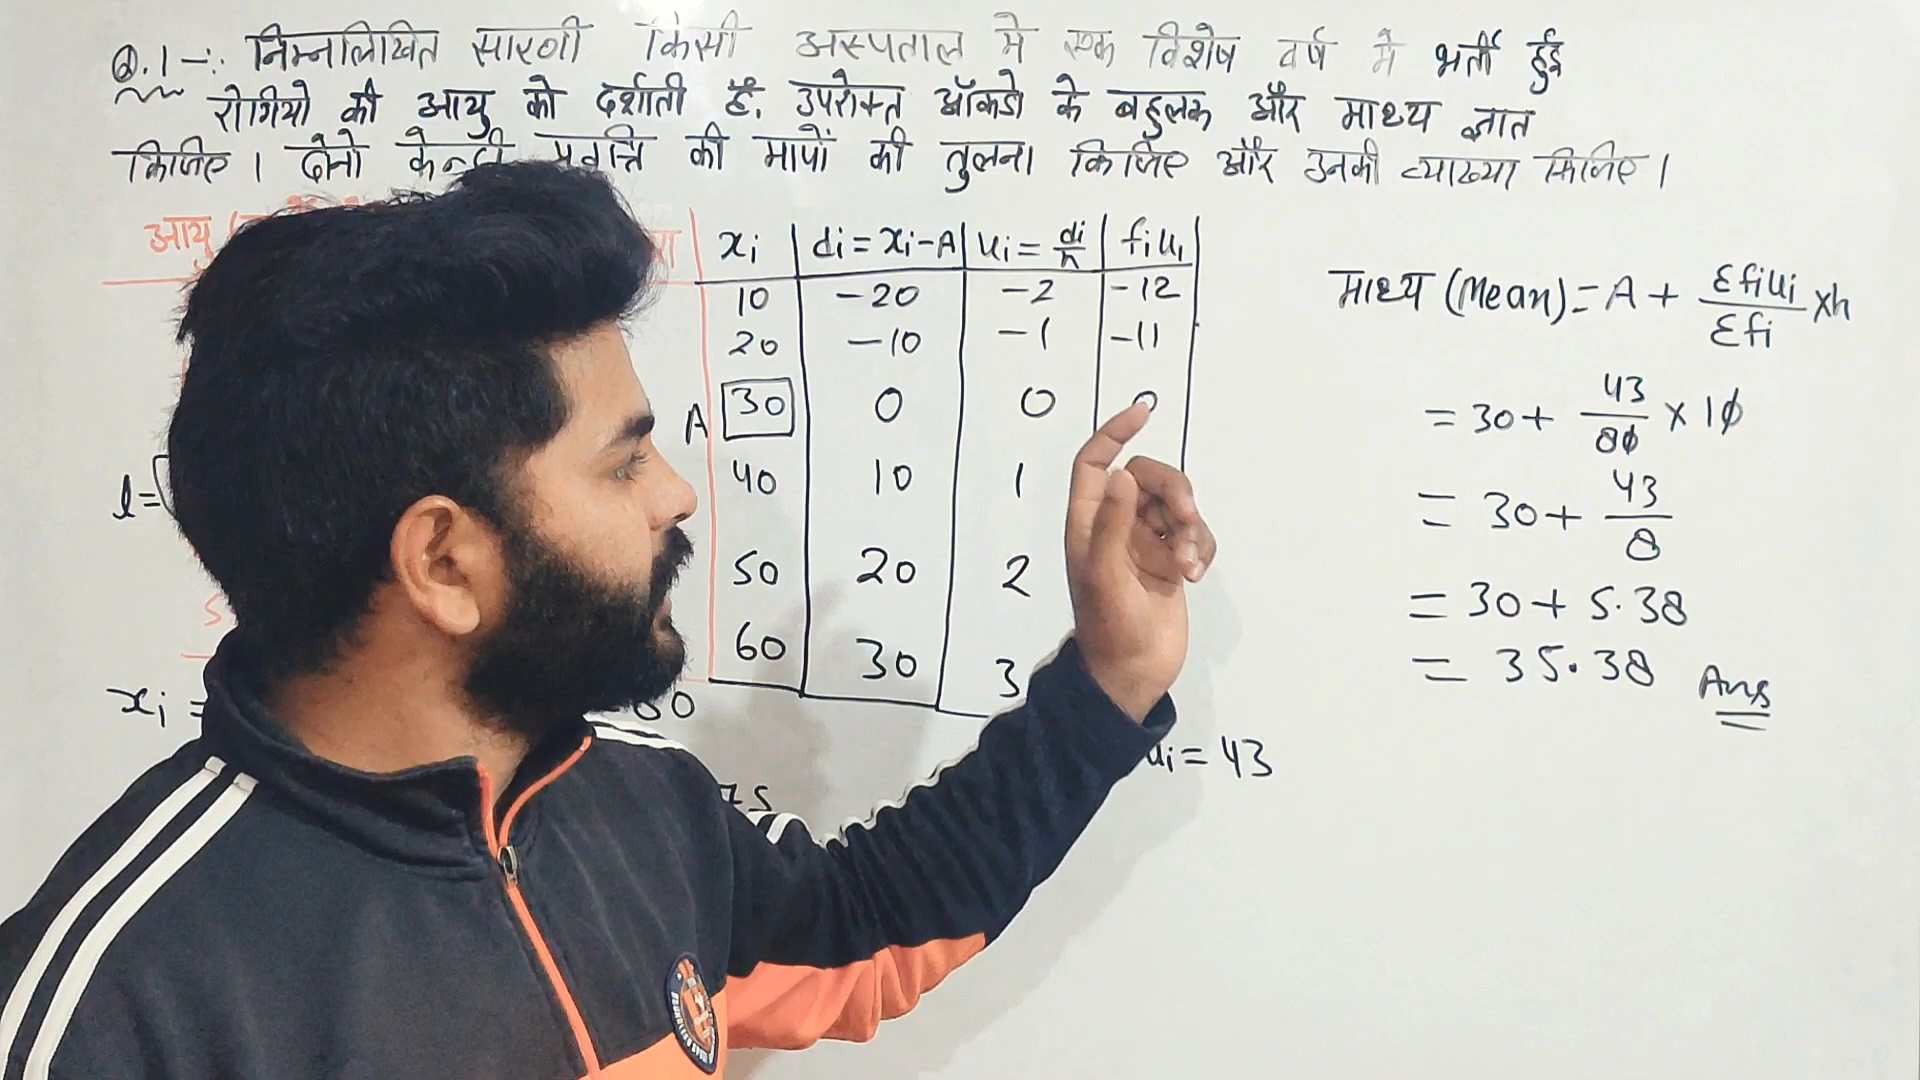 Q.1-: निम्नलिखित सारणी किसी अस्पताल मे एक विशेष वर्ष मे भर्ती हुई
रोगियो की आयु को दर्शाती है. उपरोक्त आँकडो के बहुलक और माध्य ज्ञात
किजिए । दोनो की मापों की तुलना किजिए और उनकी व्याख्या किजिए ।
आयु xi di = xi - A ui = di/h fiui
10 -20 -2 -12
20 -10 -1 -11
A 30 0 0 0
40 10 1
l =
50 20 2
60 30 3
xi =
ui = 43
माध्य (Mean) = A + Σfiui/Σfi × h
= 30 + 43/80 × 10
= 30 + 43/8
= 30 + 5.38
= 35.38 Ans